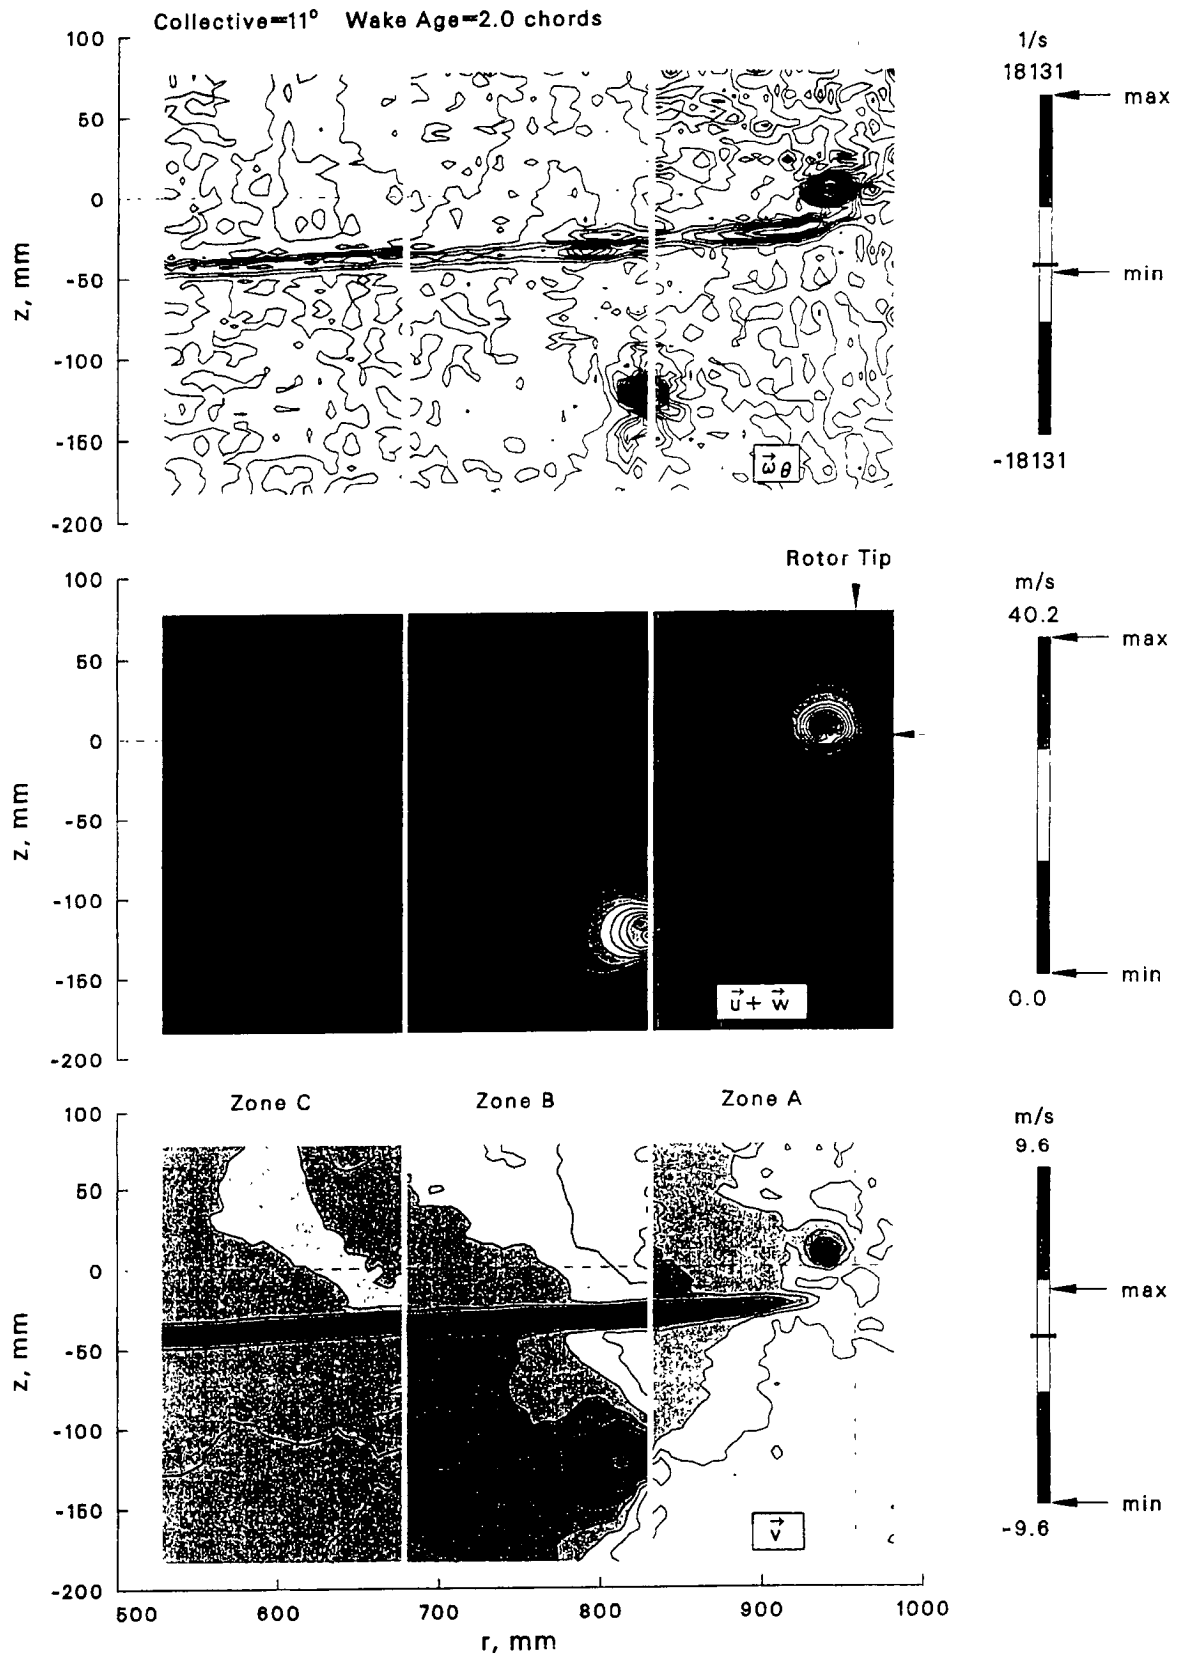 Collective=11° Wake Age=2.0 chords
100
50
0
-50
-100
-150
-200
z, mm
ω⃗θ
1/s
18131
max
min
-18131
Rotor Tip
100
50
0
-50
-100
-150
-200
z, mm
u⃗ + w⃗
m/s
40.2
max
min
0.0
Zone C Zone B Zone A
100
50
0
-50
-100
-150
-200
z, mm
v⃗
m/s
9.6
max
min
-9.6
500 600 700 800 900 1000
r, mm